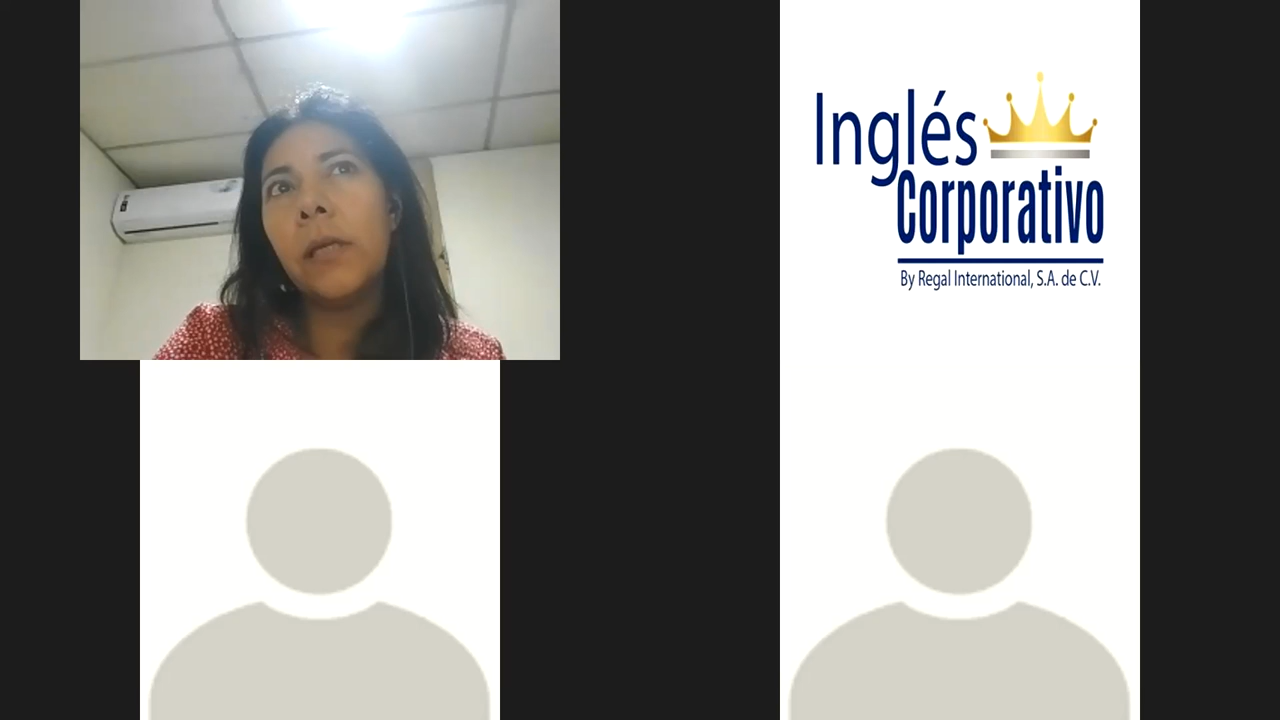 Inglés
Corporativo
By Regal International, S.A. de C.V.